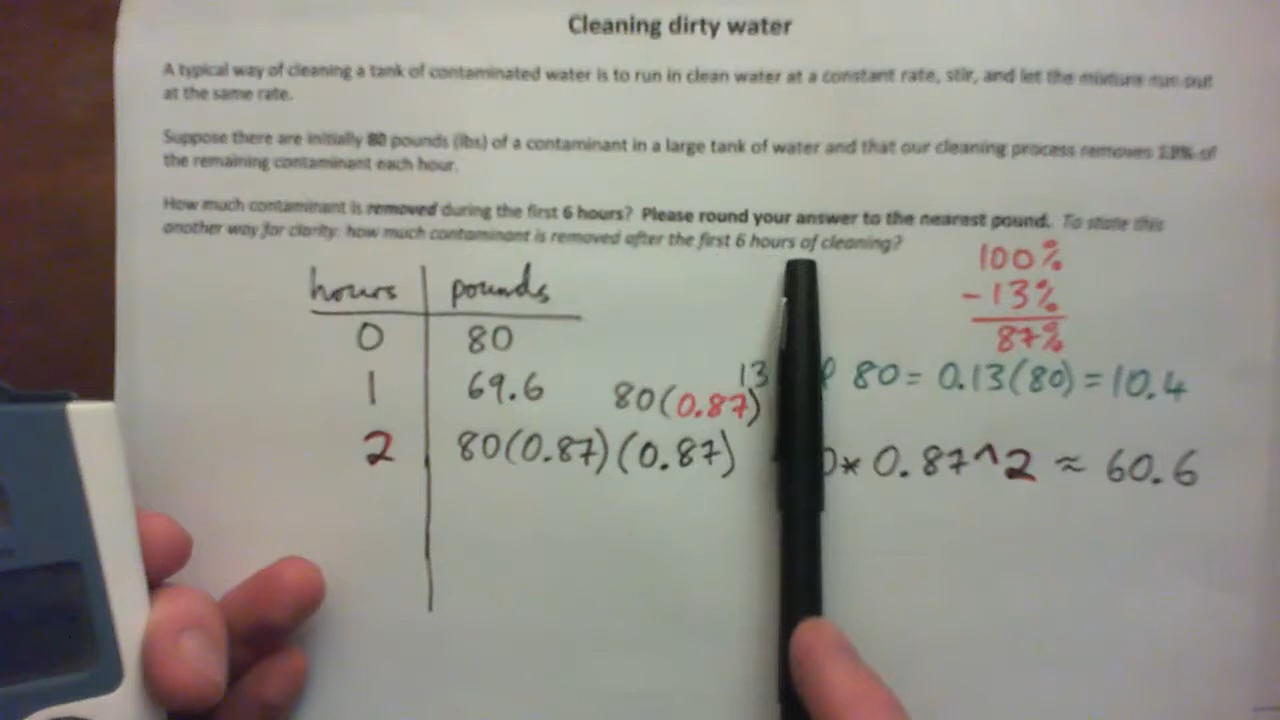 Cleaning dirty water
A typical way of cleaning a tank of contaminated water is to run in clean water at a constant rate, stir, and let the mixture run out
at the same rate.
Suppose there are initially 80 pounds (lbs) of a contaminant in a large tank of water and that our cleaning process removes 13% of
the remaining contaminant each hour.
How much contaminant is removed during the first 6 hours? Please round your answer to the nearest pound. To state this
another way for clarity: how much contaminant is removed after the first 6 hours of cleaning?
100%
hours pounds
-13%
0 80
87%
1 69.6 80(0.87)
13 80 = 0.13(80) = 10.4
2 80(0.87)(0.87) * 0.87^2 ≈ 60.6